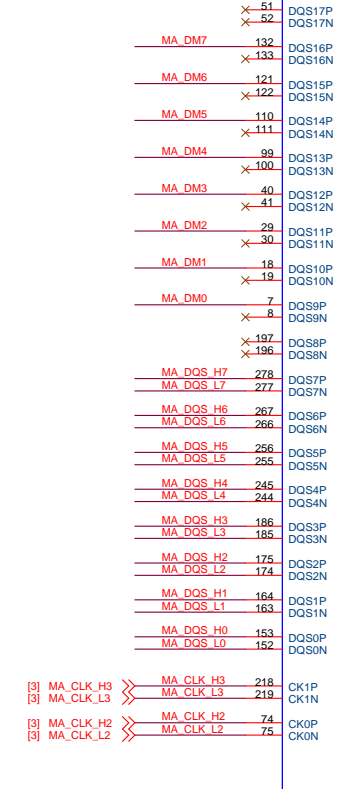 51 DQS17P
52 DQS17N
MA_DM7 132 DQS16P
133 DQS16N
MA_DM6 121 DQS15P
122 DQS15N
MA_DM5 110 DQS14P
111 DQS14N
MA_DM4 99 DQS13P
100 DQS13N
MA_DM3 40 DQS12P
41 DQS12N
MA_DM2 29 DQS11P
30 DQS11N
MA_DM1 18 DQS10P
19 DQS10N
MA_DM0 7 DQS9P
8 DQS9N
197 DQS8P
196 DQS8N
MA_DQS_H7 278 DQS7P
MA_DQS_L7 277 DQS7N
MA_DQS_H6 267 DQS6P
MA_DQS_L6 266 DQS6N
MA_DQS_H5 256 DQS5P
MA_DQS_L5 255 DQS5N
MA_DQS_H4 245 DQS4P
MA_DQS_L4 244 DQS4N
MA_DQS_H3 186 DQS3P
MA_DQS_L3 185 DQS3N
MA_DQS_H2 175 DQS2P
MA_DQS_L2 174 DQS2N
MA_DQS_H1 164 DQS1P
MA_DQS_L1 163 DQS1N
MA_DQS_H0 153 DQS0P
MA_DQS_L0 152 DQS0N
[3] MA_CLK_H3 MA_CLK_H3 218 CK1P
[3] MA_CLK_L3 MA_CLK_L3 219 CK1N
[3] MA_CLK_H2 MA_CLK_H2 74 CK0P
[3] MA_CLK_L2 MA_CLK_L2 75 CK0N